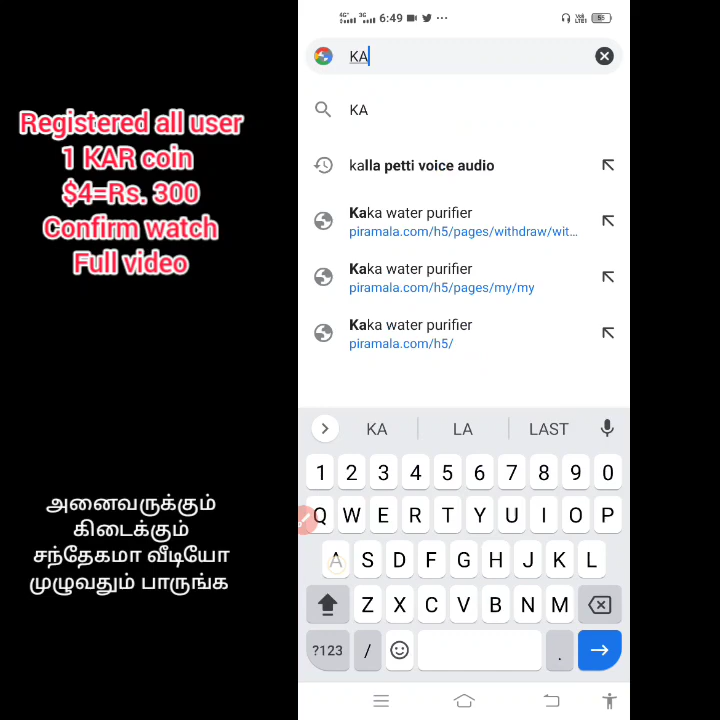 4G+ 3G 6:49 55
KA
KA
kalla petti voice audio
Kaka water purifier
piramala.com/h5/pages/withdraw/wit...
Kaka water purifier
piramala.com/h5/pages/my/my
Kaka water purifier
piramala.com/h5/
Registered all user
1 KAR coin
$4=Rs. 300
Confirm watch
Full video
அனைவருக்கும்
கிடைக்கும்
சந்தேகமா வீடியோ
முழுவதும் பாருங்க
KA LA LAST
1 2 3 4 5 6 7 8 9 0
Q W E R T Y U I O P
A S D F G H J K L
Z X C V B N M
?123 / .